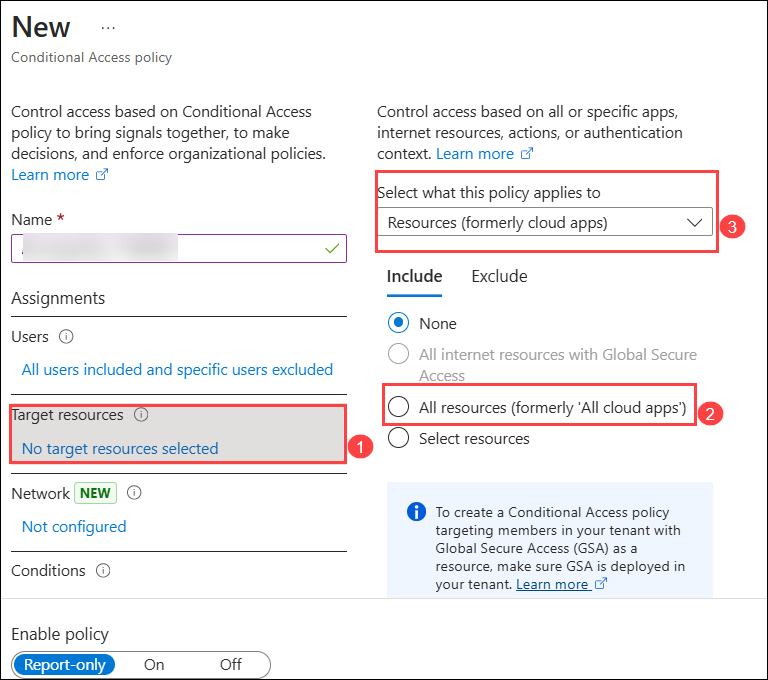 New ...
Conditional Access policy
Control access based on Conditional Access
policy to bring signals together, to make
decisions, and enforce organizational policies.
Learn more
Name *
Assignments
Users
All users included and specific users excluded
Target resources
No target resources selected
1
Network NEW
Not configured
Conditions
Control access based on all or specific apps,
internet resources, actions, or authentication
context. Learn more
Select what this policy applies to
Resources (formerly cloud apps)
3
Include Exclude
None
All internet resources with Global Secure
Access
All resources (formerly 'All cloud apps')
2
Select resources
To create a Conditional Access policy
targeting members in your tenant with
Global Secure Access (GSA) as a
resource, make sure GSA is deployed in
your tenant. Learn more
Enable policy
Report-only On Off